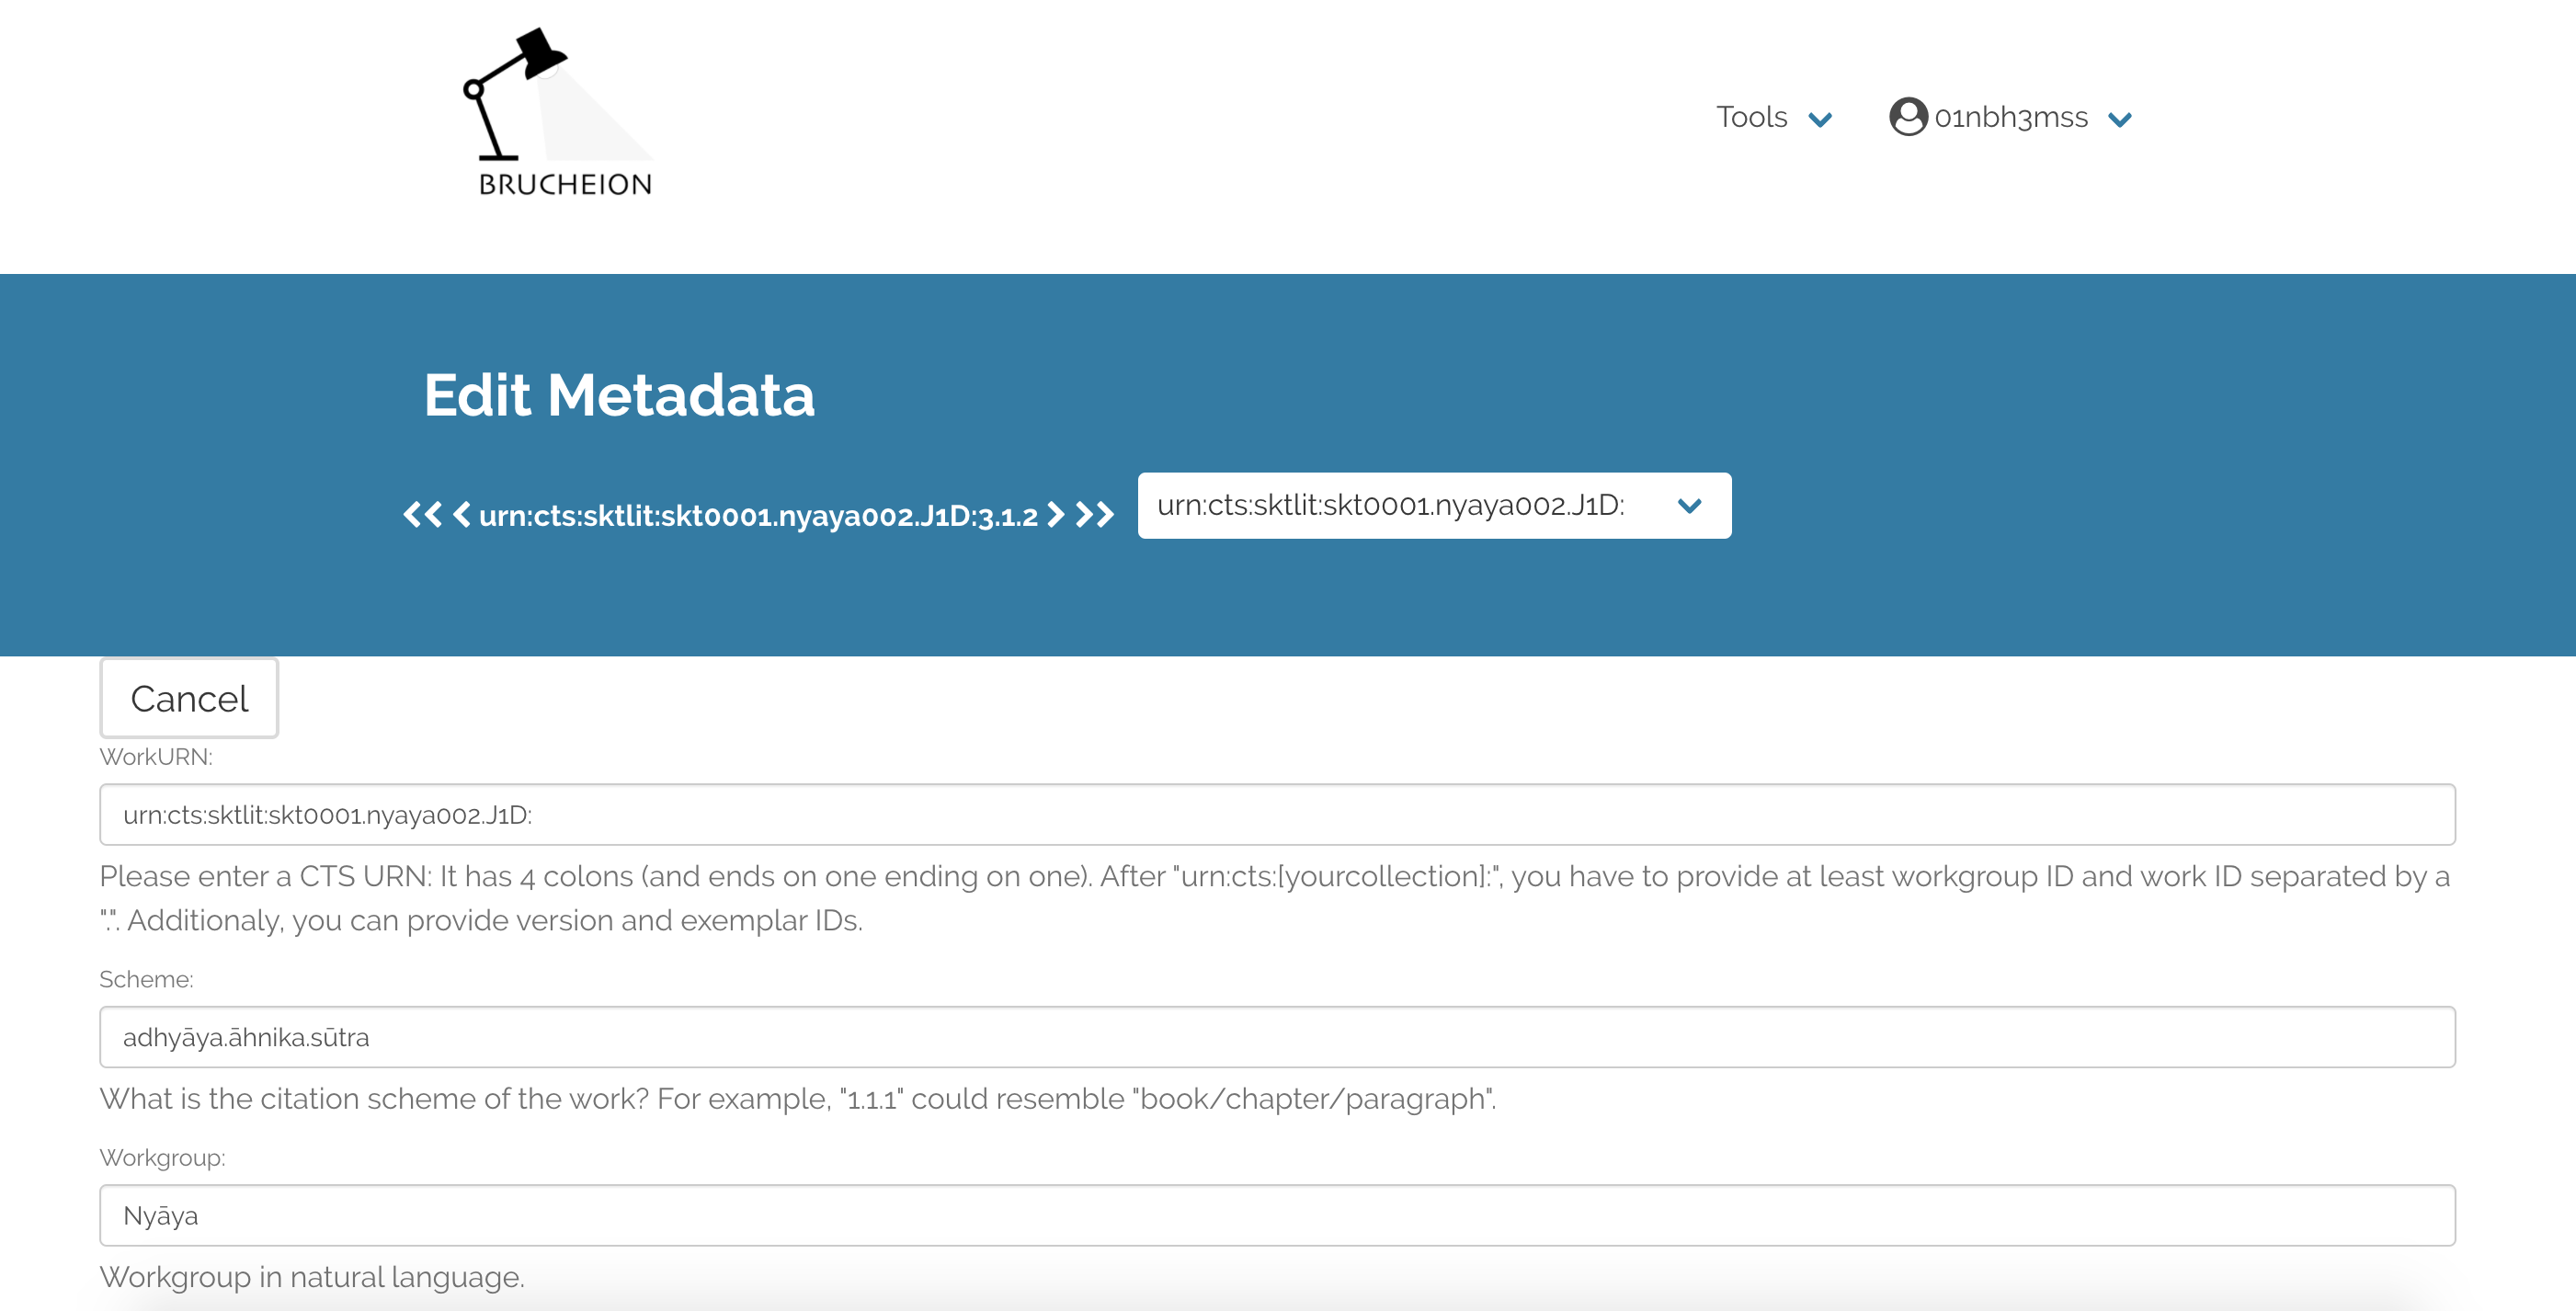 BRUCHEION
Tools
01nbh3mss
Edit Metadata
urn:cts:sktlit:skt0001.nyaya002.J1D:3.1.2
urn:cts:sktlit:skt0001.nyaya002.J1D:
Cancel
WorkURN:
urn:cts:sktlit:skt0001.nyaya002.J1D:
Please enter a CTS URN: It has 4 colons (and ends on one ending on one). After "urn:cts:[yourcollection]:", you have to provide at least workgroup ID and work ID separated by a
".". Additionaly, you can provide version and exemplar IDs.
Scheme:
adhyāya.āhnika.sūtra
What is the citation scheme of the work? For example, "1.1.1" could resemble "book/chapter/paragraph".
Workgroup:
Nyāya
Workgroup in natural language.